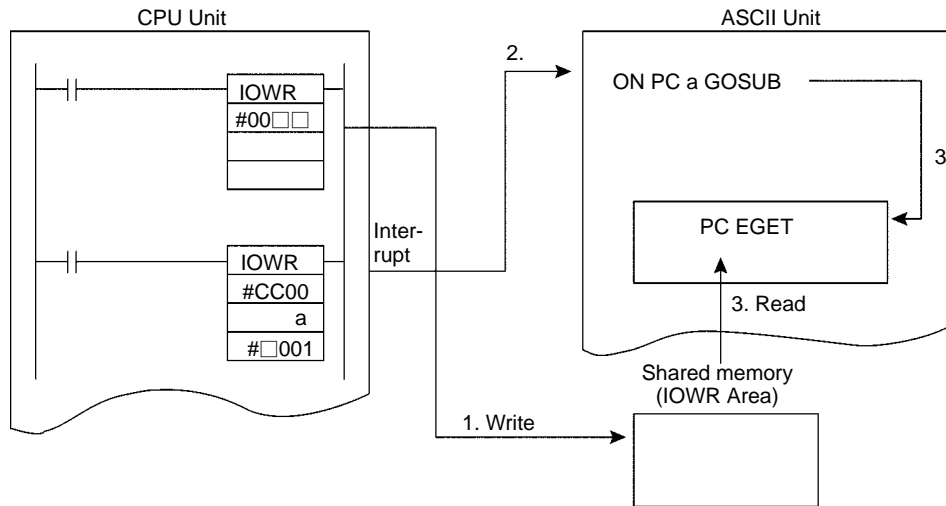 CPU Unit
ASCII Unit
IOWR
#00□□
2.
ON PC a GOSUB
3
PC EGET
Inter-
rupt
IOWR
#CC00
a
#□001
3. Read
Shared memory
(IOWR Area)
1. Write